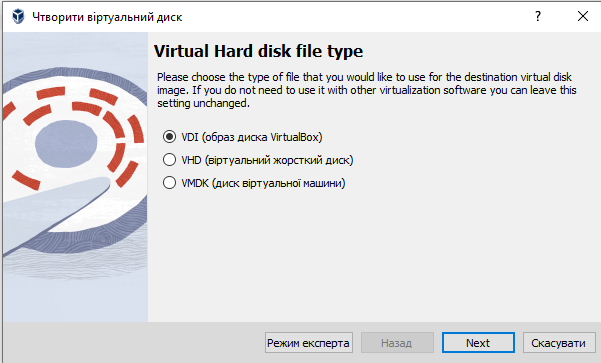 Чтворити віртуальний диск
?
Virtual Hard disk file type
Please choose the type of file that you would like to use for the destination virtual disk
image. If you do not need to use it with other virtualization software you can leave this
setting unchanged.
VDI (образ диска VirtualBox)
VHD (віртуальний жорсткий диск)
VMDK (диск віртуальної машини)
Режим експерта
Назад
Next
Скасувати